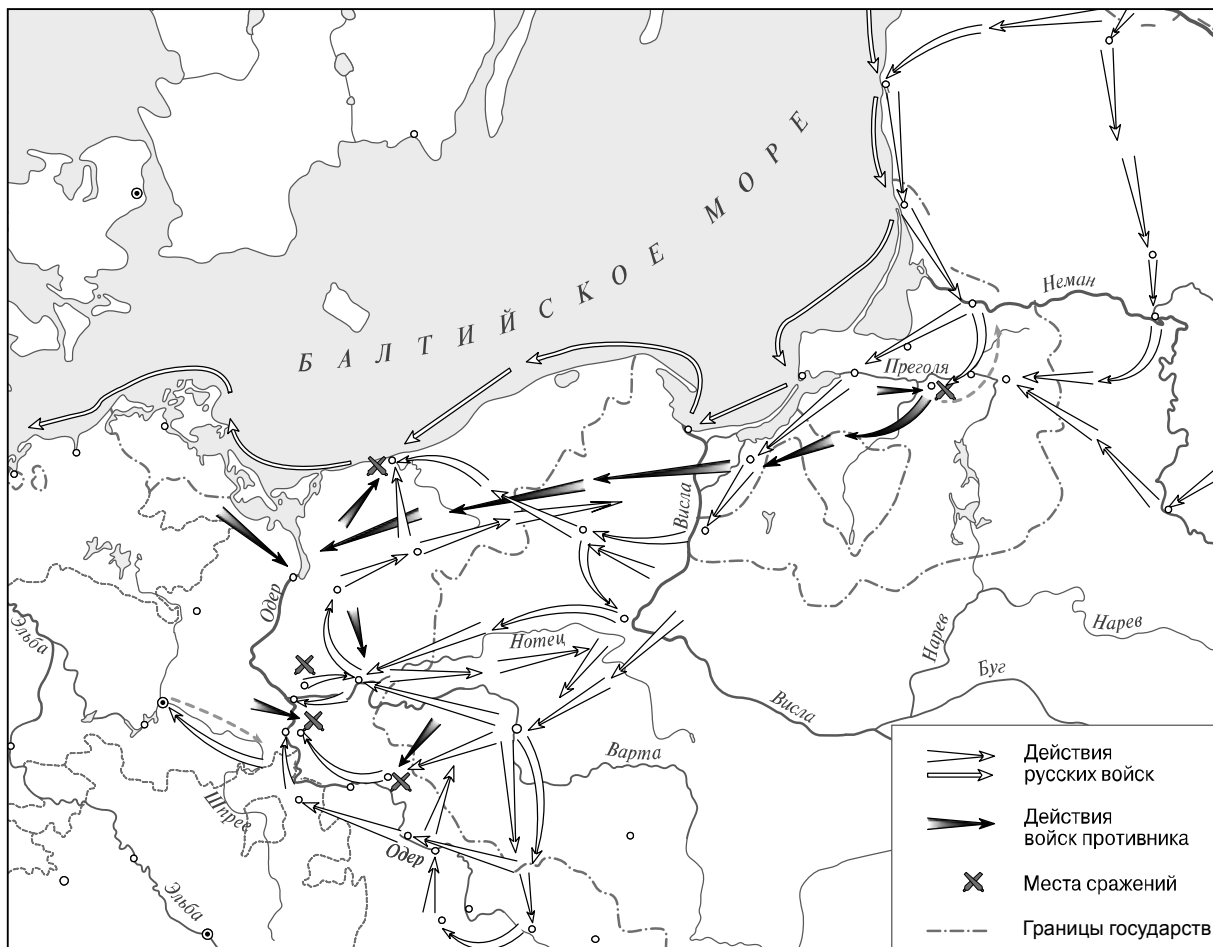 БАЛТИЙСКОЕ МОРЕ
Неман
Преголя
Висла
Одер
Эльба
Нотец
Нарев
Нарев
Буг
Висла
Варта
Шпрее
Одер
Эльба
Действия
русских войск
Действия
войск противника
Места сражений
Границы государств